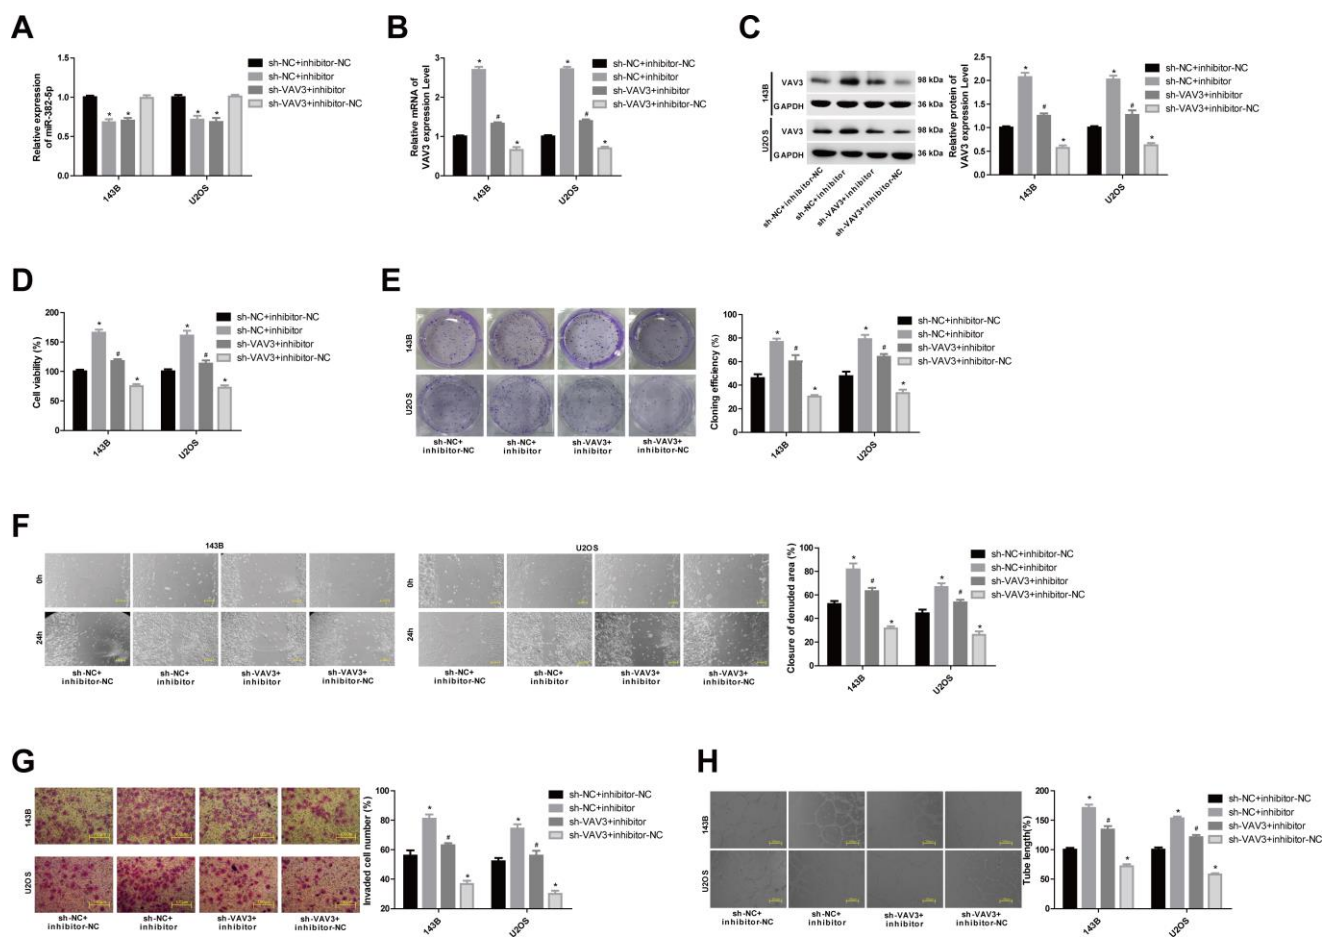 A
Relative expression
of miR-382-5p
1.5
1.0
0.5
0.0
* * * *
143B
U2OS
sh-NC+inhibitor-NC
sh-NC+inhibitor
sh-VAV3+inhibitor
sh-VAV3+inhibitor-NC
B
Relative mRNA of
VAV3 expression Level
3
2
1
0
* # * * # *
143B
U2OS
sh-NC+inhibitor-NC
sh-NC+inhibitor
sh-VAV3+inhibitor
sh-VAV3+inhibitor-NC
C
143B
VAV3
98 kDa
GAPDH
36 kDa
U2OS
VAV3
98 kDa
GAPDH
36 kDa
sh-NC+inhibitor-NC
sh-NC+inhibitor
sh-VAV3+inhibitor
sh-VAV3+inhibitor-NC
Relative protein of
VAV3 expression Level
2.5
2.0
1.5
1.0
0.5
0.0
* # * * # *
143B
U2OS
sh-NC+inhibitor-NC
sh-NC+inhibitor
sh-VAV3+inhibitor
sh-VAV3+inhibitor-NC
D
Cell viability (%)
200
150
100
50
0
* # * * # *
143B
U2OS
sh-NC+inhibitor-NC
sh-NC+inhibitor
sh-VAV3+inhibitor
sh-VAV3+inhibitor-NC
E
143B
U2OS
sh-NC+
inhibitor-NC
sh-NC+
inhibitor
sh-VAV3+
inhibitor
sh-VAV3+
inhibitor-NC
Cloning efficiency (%)
100
80
60
40
20
0
* # * * # *
143B
U2OS
sh-NC+inhibitor-NC
sh-NC+inhibitor
sh-VAV3+inhibitor
sh-VAV3+inhibitor-NC
F
143B
0h
24h
sh-NC+
inhibitor-NC
sh-NC+
inhibitor
sh-VAV3+
inhibitor
sh-VAV3+
inhibitor-NC
U2OS
0h
24h
sh-NC+
inhibitor-NC
sh-NC+
inhibitor
sh-VAV3+
inhibitor
sh-VAV3+
inhibitor-NC
Closure of denuded area (%)
100
80
60
40
20
0
* # * * # *
143B
U2OS
sh-NC+inhibitor-NC
sh-NC+inhibitor
sh-VAV3+inhibitor
sh-VAV3+inhibitor-NC
G
143B
U2OS
sh-NC+
inhibitor-NC
sh-NC+
inhibitor
sh-VAV3+
inhibitor
sh-VAV3+
inhibitor-NC
Invaded cell number (%)
100
80
60
40
20
* # * * # *
143B
U2OS
sh-NC+inhibitor-NC
sh-NC+inhibitor
sh-VAV3+inhibitor
sh-VAV3+inhibitor-NC
H
143B
U2OS
sh-NC+
inhibitor-NC
sh-NC+
inhibitor
sh-VAV3+
inhibitor
sh-VAV3+
inhibitor-NC
Tube length(%)
200
150
100
50
0
* # * * # *
143B
U2OS
sh-NC+inhibitor-NC
sh-NC+inhibitor
sh-VAV3+inhibitor
sh-VAV3+inhibitor-NC